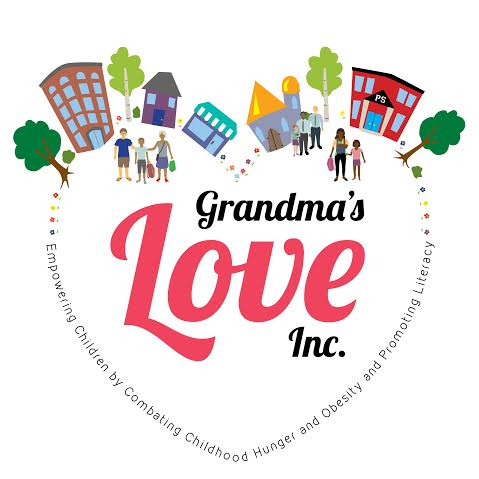 PS
Grandma's
Love
Inc.
Empowering Children by Combating Childhood Hunger and Obesity and Promoting Literacy